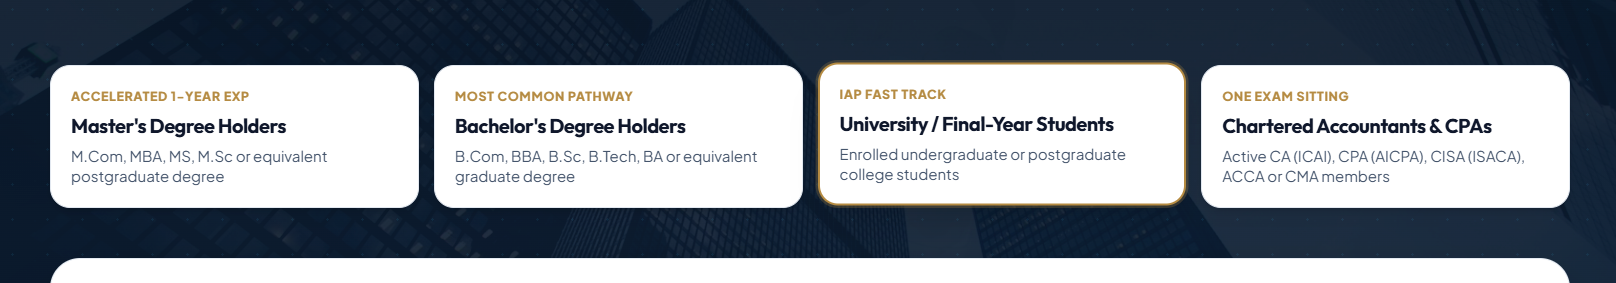 ACCELERATED 1-YEAR EXP
Master's Degree Holders
M.Com, MBA, MS, M.Sc or equivalent
postgraduate degree
MOST COMMON PATHWAY
Bachelor's Degree Holders
B.Com, BBA, B.Sc, B.Tech, BA or equivalent
graduate degree
IAP FAST TRACK
University / Final-Year Students
Enrolled undergraduate or postgraduate
college students
ONE EXAM SITTING
Chartered Accountants & CPAs
Active CA (ICAI), CPA (AICPA), CISA (ISACA),
ACCA or CMA members